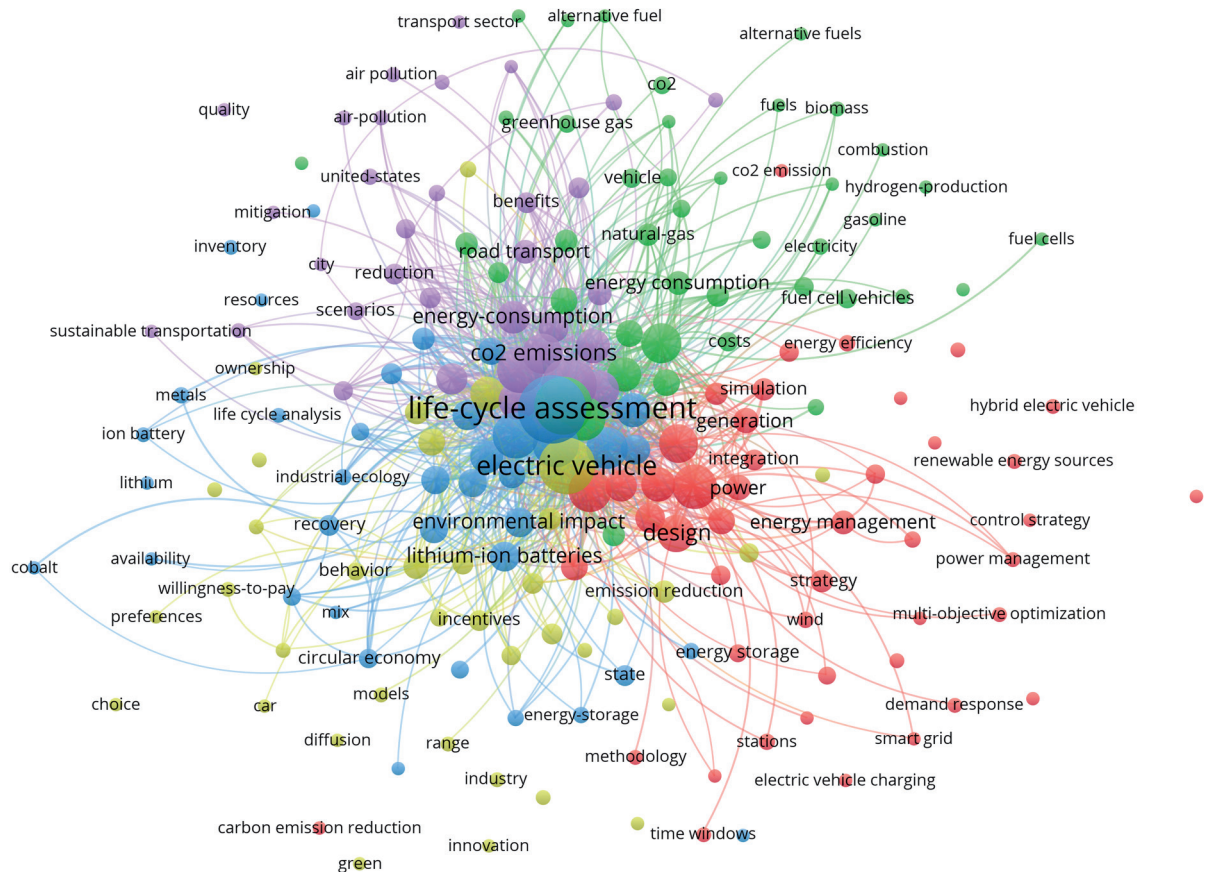 transport sector
alternative fuel
alternative fuels
air pollution
co2
quality
air-pollution
greenhouse gas
fuels
biomass
combustion
united-states
vehicle
co2 emission
hydrogen-production
mitigation
benefits
gasoline
inventory
natural-gas
electricity
fuel cells
city
reduction
road transport
energy consumption
resources
scenarios
energy-consumption
fuel cell vehicles
sustainable transportation
co2 emissions
costs
energy efficiency
ownership
metals
life cycle analysis
life-cycle assessment
simulation
generation
hybrid electric vehicle
ion battery
integration
renewable energy sources
lithium
industrial ecology
electric vehicle
power
recovery
environmental impact
design
energy management
control strategy
cobalt
availability
behavior
lithium-ion batteries
power management
willingness-to-pay
emission reduction
strategy
preferences
mix
incentives
wind
multi-objective optimization
circular economy
energy storage
state
choice
car
models
energy-storage
demand response
diffusion
range
methodology
stations
smart grid
industry
electric vehicle charging
carbon emission reduction
innovation
time windows
green